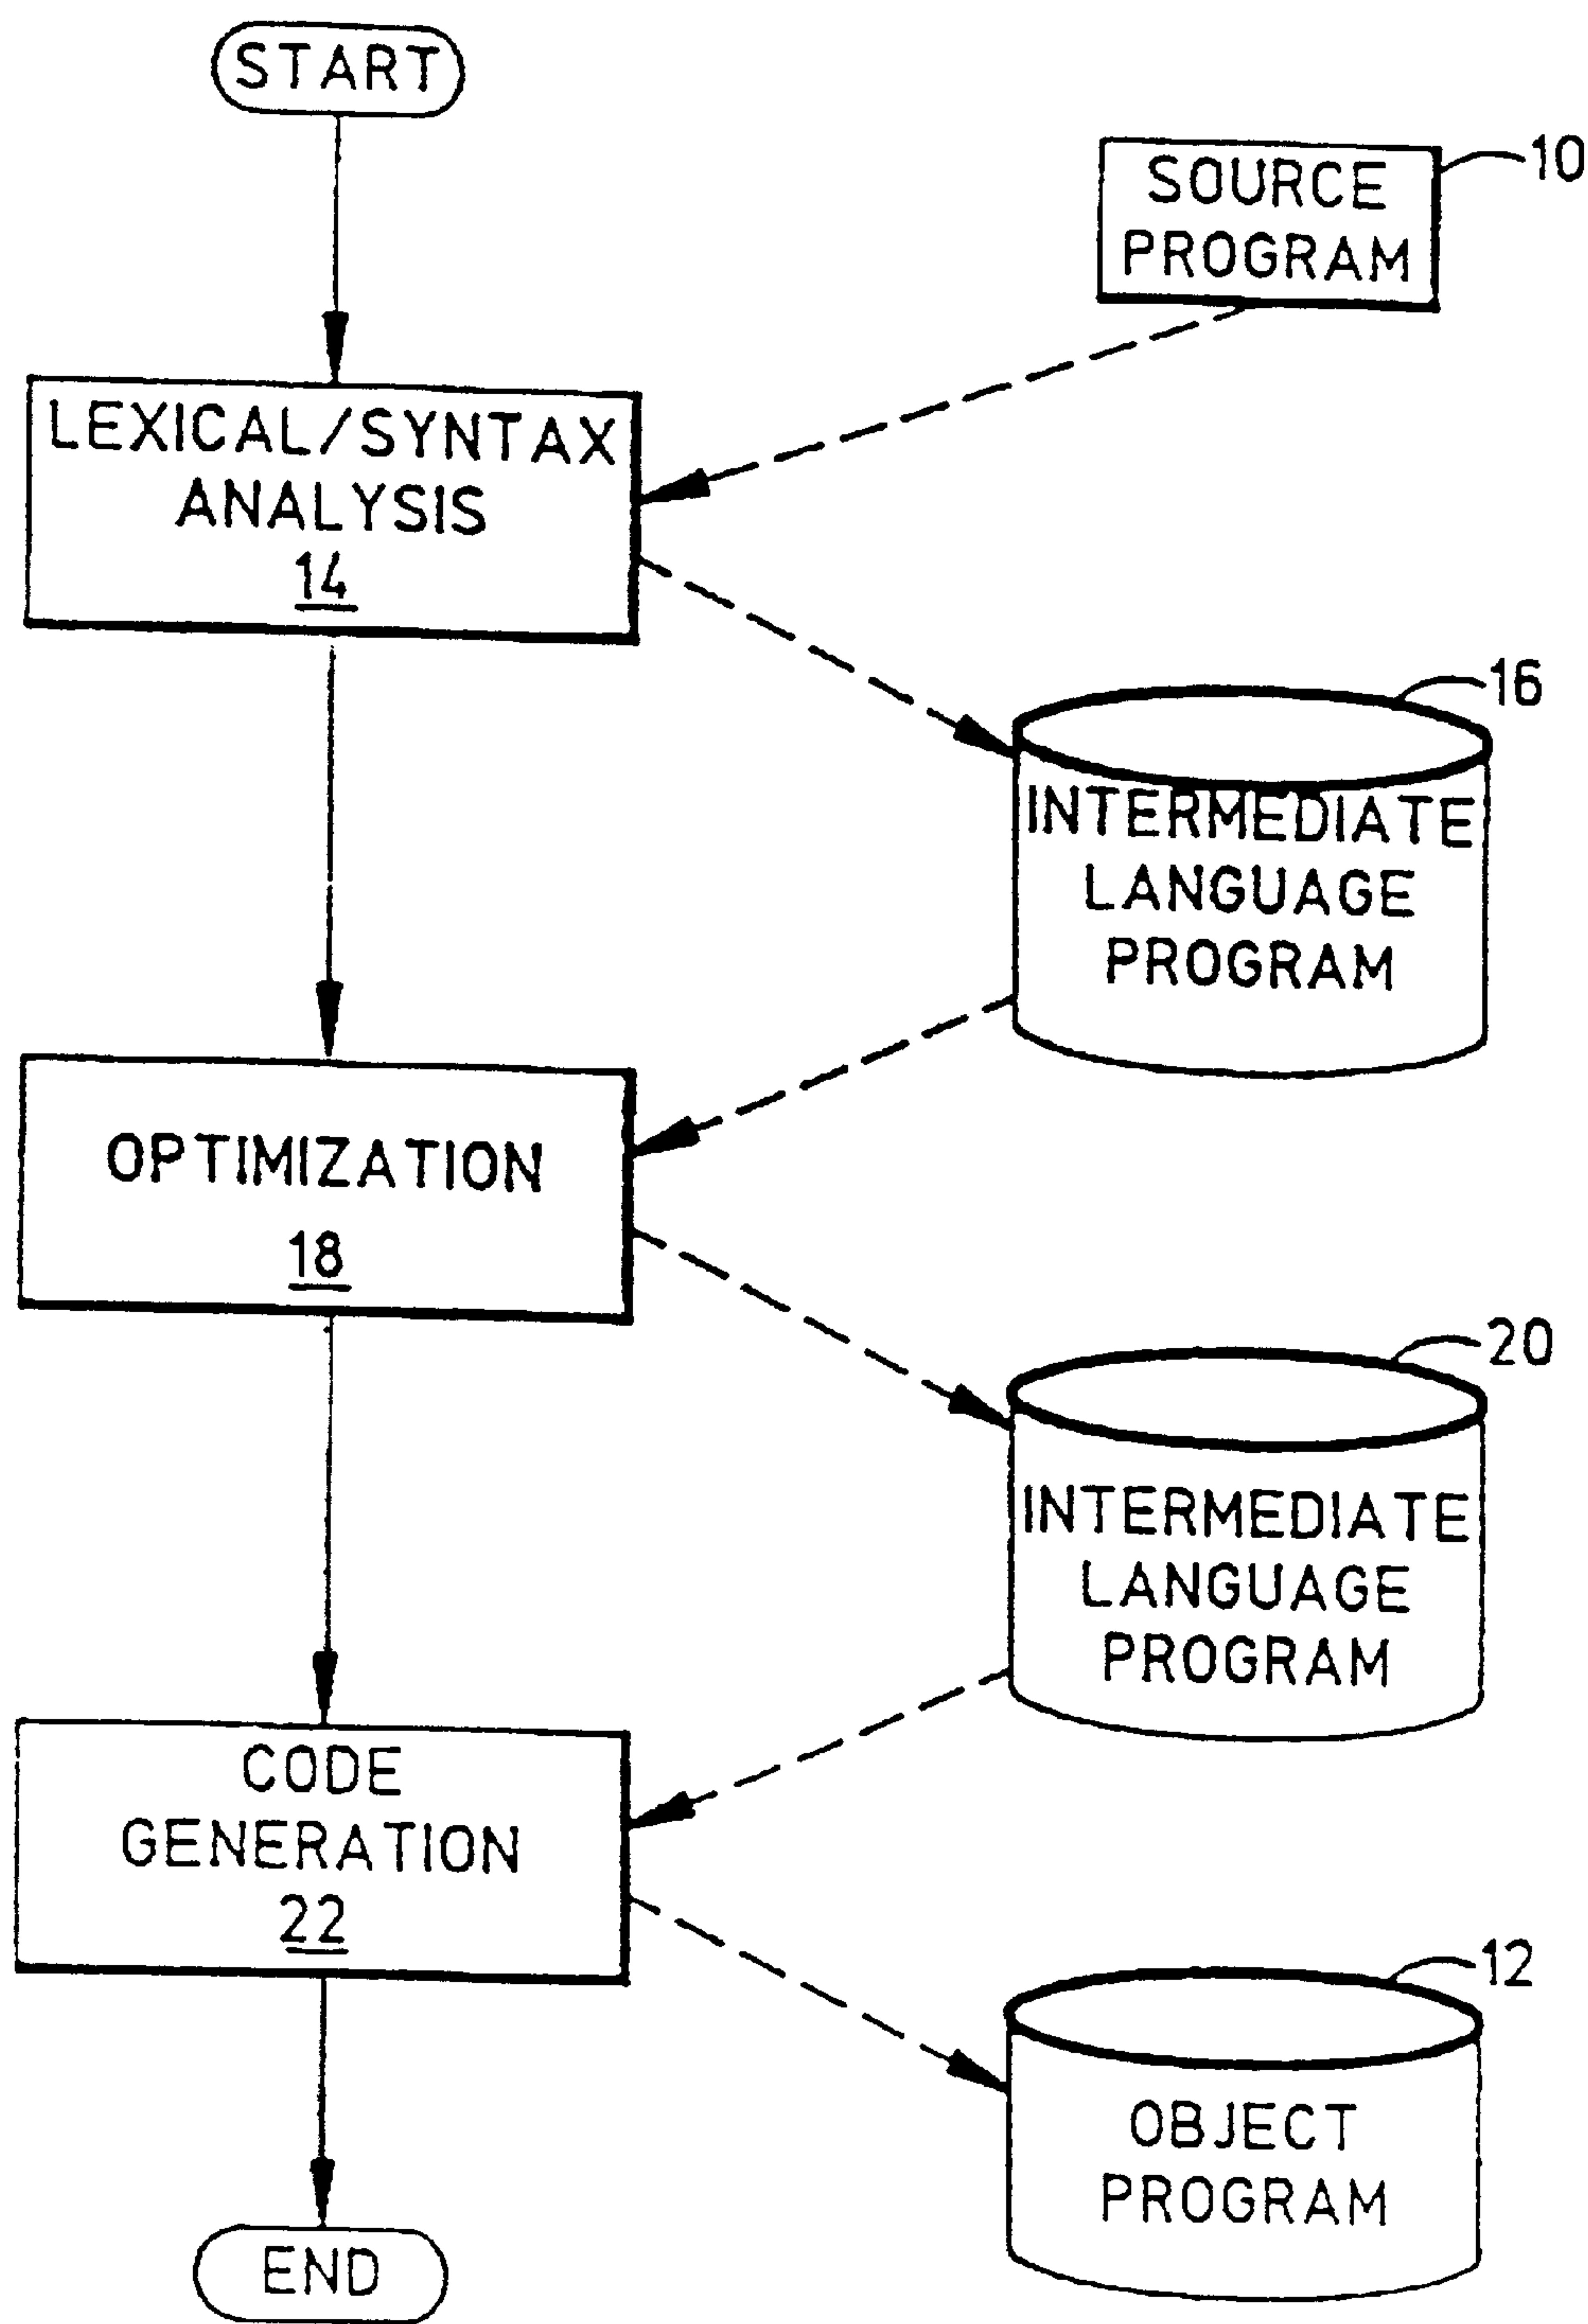 START
SOURCE
PROGRAM
10
LEXICAL/SYNTAX
ANALYSIS
14
16
INTERMEDIATE
LANGUAGE
PROGRAM
OPTIMIZATION
18
20
INTERMEDIATE
LANGUAGE
PROGRAM
CODE
GENERATION
22
12
OBJECT
PROGRAM
END